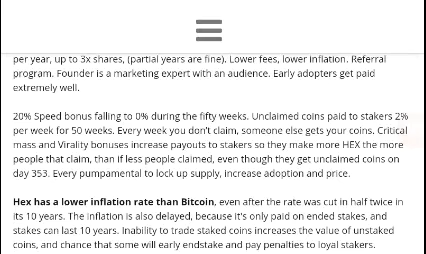 per year, up to 3x shares, (partial years are fine). Lower fees, lower inflation. Referral
program. Founder is a marketing expert with an audience. Early adopters get paid
extremely well.
20% Speed bonus falling to 0% during the fifty weeks. Unclaimed coins paid to stakers 2%
per week for 50 weeks. Every week you don't claim, someone else gets your coins. Critical
mass and Virality bonuses increase payouts to stakers so they make more HEX the more
people that claim, than if less people claimed, even though they get unclaimed coins on
day 353. Every pumpamental to lock up supply, increase adoption and price.
Hex has a lower inflation rate than Bitcoin, even after the rate was cut in half twice in
its 10 years. The inflation is also delayed, because it's only paid on ended stakes, and
stakes can last 10 years. Inability to trade staked coins increases the value of unstaked
coins, and chance that some will early endstake and pay penalties to loyal stakers.